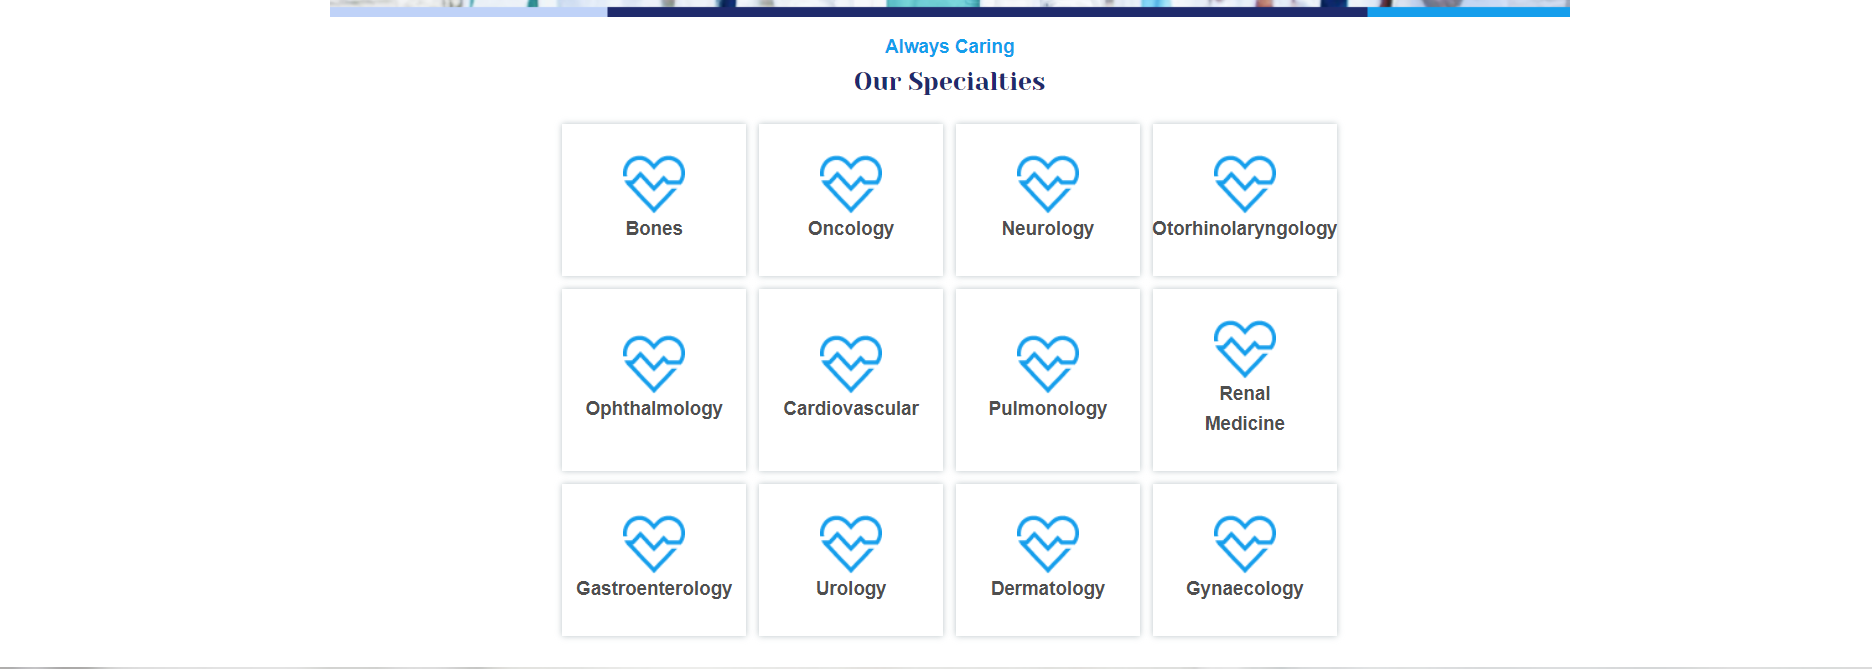 Always Caring
Our Specialties
Bones
Oncology
Neurology
Otorhinolaryngology
Ophthalmology
Cardiovascular
Pulmonology
Renal
Medicine
Gastroenterology
Urology
Dermatology
Gynaecology